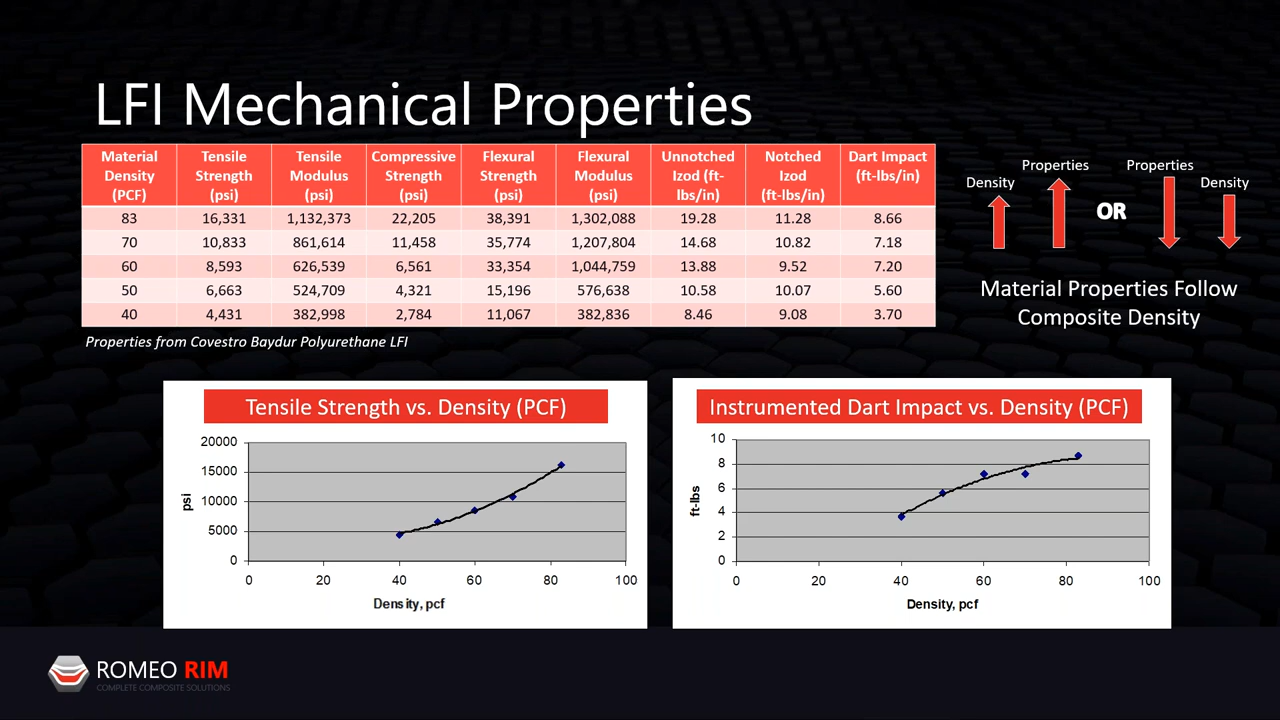 LFI Mechanical Properties
Material Density (PCF) Tensile Strength (psi) Tensile Modulus (psi) Compressive Strength (psi) Flexural Strength (psi) Flexural Modulus (psi) Unnotched Izod (ft-lbs/in) Notched Izod (ft-lbs/in) Dart Impact (ft-lbs/in)
83 16,331 1,132,373 22,205 38,391 1,302,088 19.28 11.28 8.66
70 10,833 861,614 11,458 35,774 1,207,804 14.68 10.82 7.18
60 8,593 626,539 6,561 33,354 1,044,759 13.88 9.52 7.20
50 6,663 524,709 4,321 15,196 576,638 10.58 10.07 5.60
40 4,431 382,998 2,784 11,067 382,836 8.46 9.08 3.70
Properties from Covestro Baydur Polyurethane LFI
Density
Properties
OR
Properties
Density
Material Properties Follow
Composite Density
Tensile Strength vs. Density (PCF)
psi
20000
15000
10000
5000
0
0 20 40 60 80 100
Density, pcf
Instrumented Dart Impact vs. Density (PCF)
ft-lbs
10
8
6
4
2
0
0 20 40 60 80 100
Density, pcf
ROMEO RIM
COMPLETE COMPOSITE SOLUTIONS